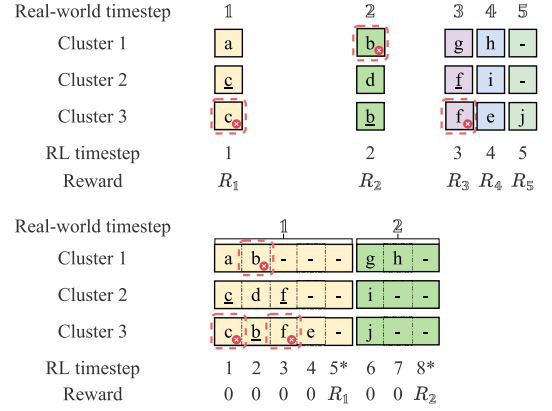 Real-world timestep 𝟙 𝟚 𝟛 𝟜 𝟝
Cluster 1 a b g h -
Cluster 2 c d f i -
Cluster 3 c b f e j
RL timestep 1 2 3 4 5
Reward R𝟙 R𝟚 R𝟛 R𝟜 R𝟝
Real-world timestep 𝟙 𝟚
Cluster 1 a b - - - g h -
Cluster 2 c d f - - i - -
Cluster 3 c b f e - j - -
RL timestep 1 2 3 4 5* 6 7 8*
Reward 0 0 0 0 R𝟙 0 0 R𝟚